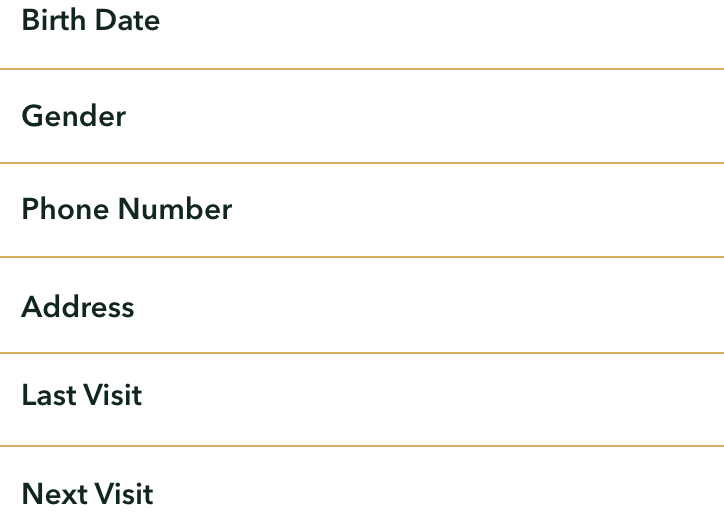 Birth Date
Gender
Phone Number
Address
Last Visit
Next Visit